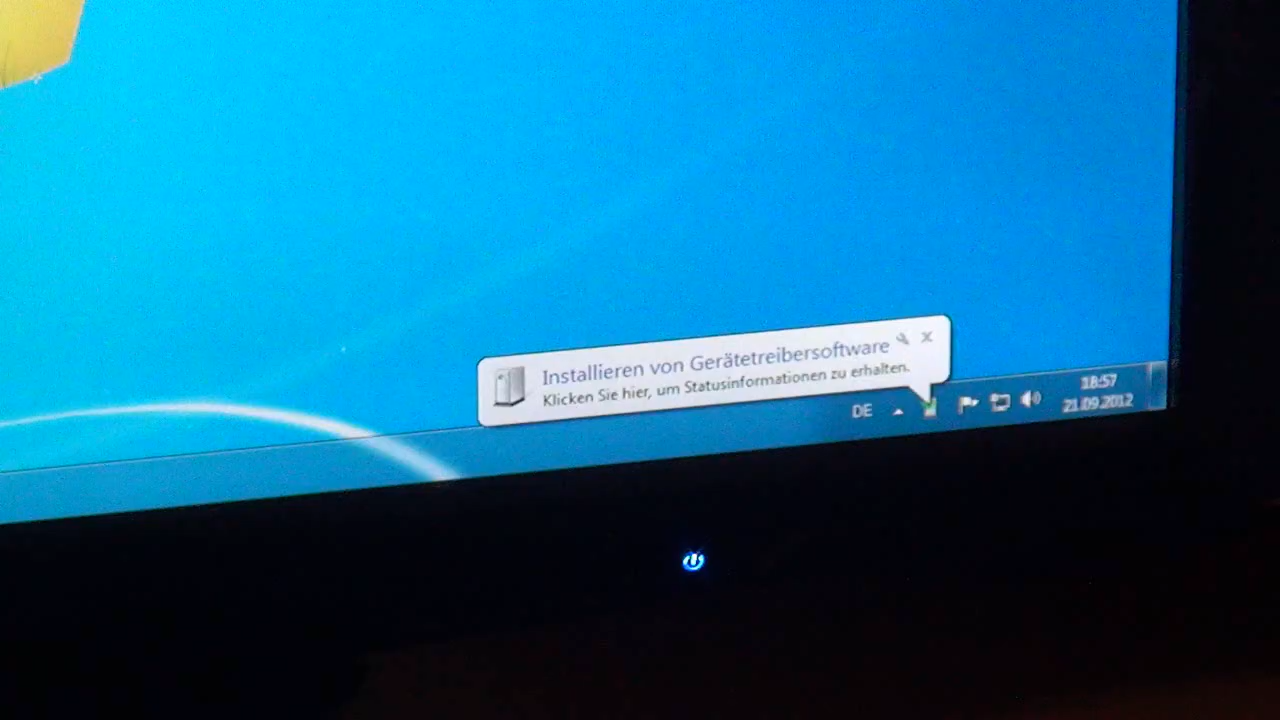 Installieren von Gerätetreibersoftware
Klicken Sie hier, um Statusinformationen zu erhalten.
DE
18:57
21.09.2012